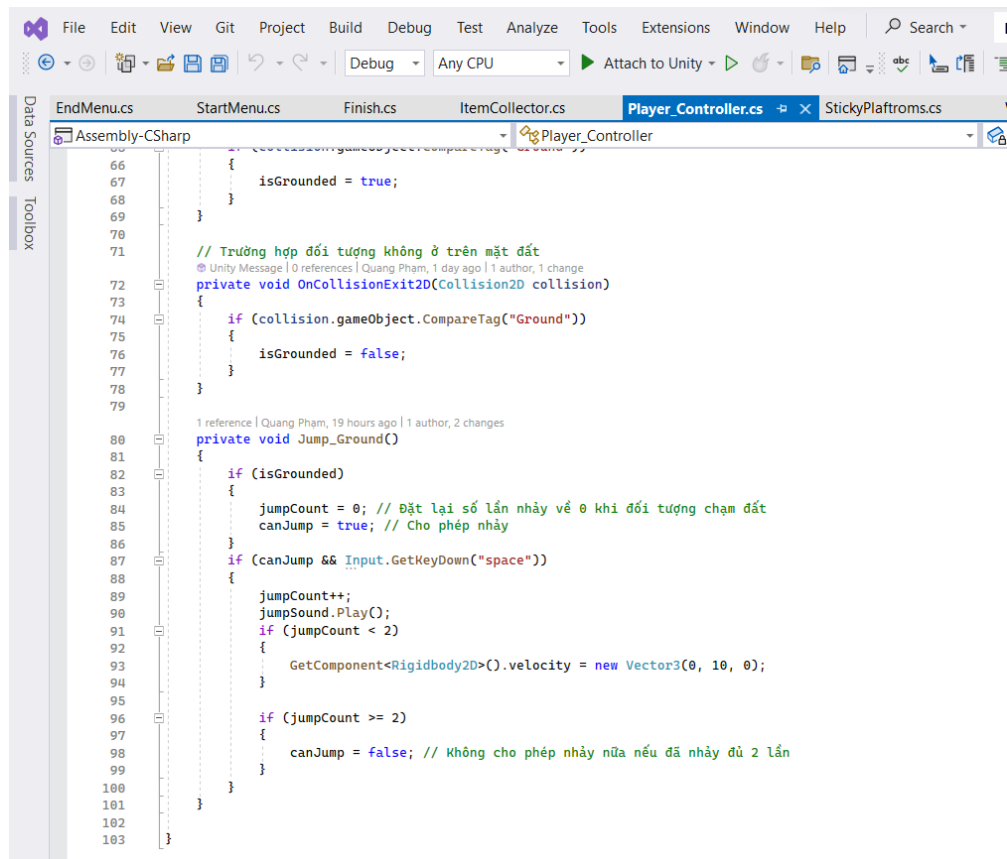 File Edit View Git Project Build Debug Test Analyze Tools Extensions Window Help Search
Debug Any CPU Attach to Unity
Data Sources
Toolbox
EndMenu.cs StartMenu.cs Finish.cs ItemCollector.cs Player_Controller.cs StickyPlaftroms.cs
Assembly-CSharp Player_Controller
if (collision.gameObject.CompareTag("Ground"))
66 {
67 isGrounded = true;
68 }
69 }
70
71 // Trường hợp đối tượng không ở trên mặt đất
Unity Message | 0 references | Quang Phạm, 1 day ago | 1 author, 1 change
72 private void OnCollisionExit2D(Collision2D collision)
73 {
74 if (collision.gameObject.CompareTag("Ground"))
75 {
76 isGrounded = false;
77 }
78 }
79
1 reference | Quang Phạm, 19 hours ago | 1 author, 2 changes
80 private void Jump_Ground()
81 {
82 if (isGrounded)
83 {
84 jumpCount = 0; // Đặt lại số lần nhảy về 0 khi đối tượng chạm đất
85 canJump = true; // Cho phép nhảy
86 }
87 if (canJump && Input.GetKeyDown("space"))
88 {
89 jumpCount++;
90 jumpSound.Play();
91 if (jumpCount < 2)
92 {
93 GetComponent<Rigidbody2D>().velocity = new Vector3(0, 10, 0);
94 }
95
96 if (jumpCount >= 2)
97 {
98 canJump = false; // Không cho phép nhảy nữa nếu đã nhảy đủ 2 lần
99 }
100 }
101 }
102
103 }